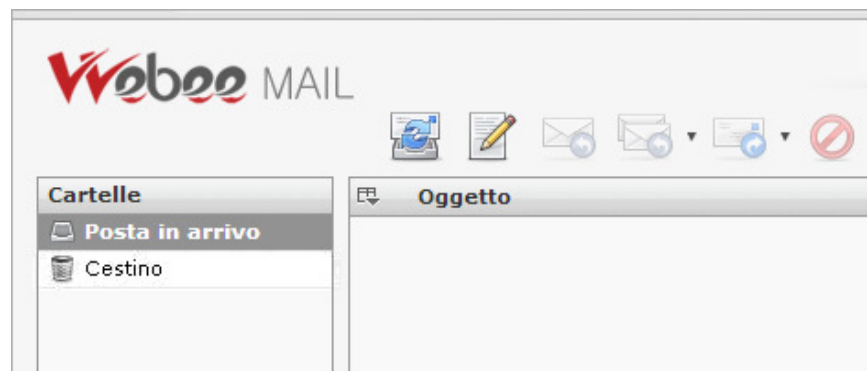 Webee MAIL
Cartelle
Oggetto
Posta in arrivo
Cestino